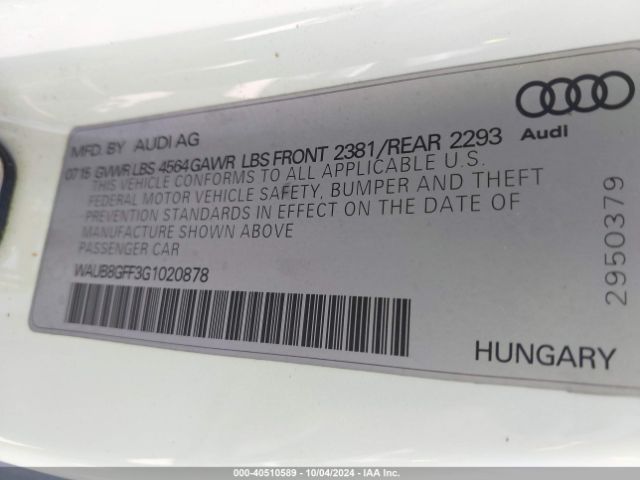 MFD. BY AUDI AG
07 15 GVWR LBS 4564 GAWR LBS FRONT 2381/REAR 2293
THIS VEHICLE CONFORMS TO ALL APPLICABLE U.S.
FEDERAL MOTOR VEHICLE SAFETY, BUMPER AND THEFT
PREVENTION STANDARDS IN EFFECT ON THE DATE OF
MANUFACTURE SHOWN ABOVE
PASSENGER CAR
WAUB8GFF3G1020878
Audi
2950379
HUNGARY
000-40510589 - 10/04/2024 - IAA Inc.